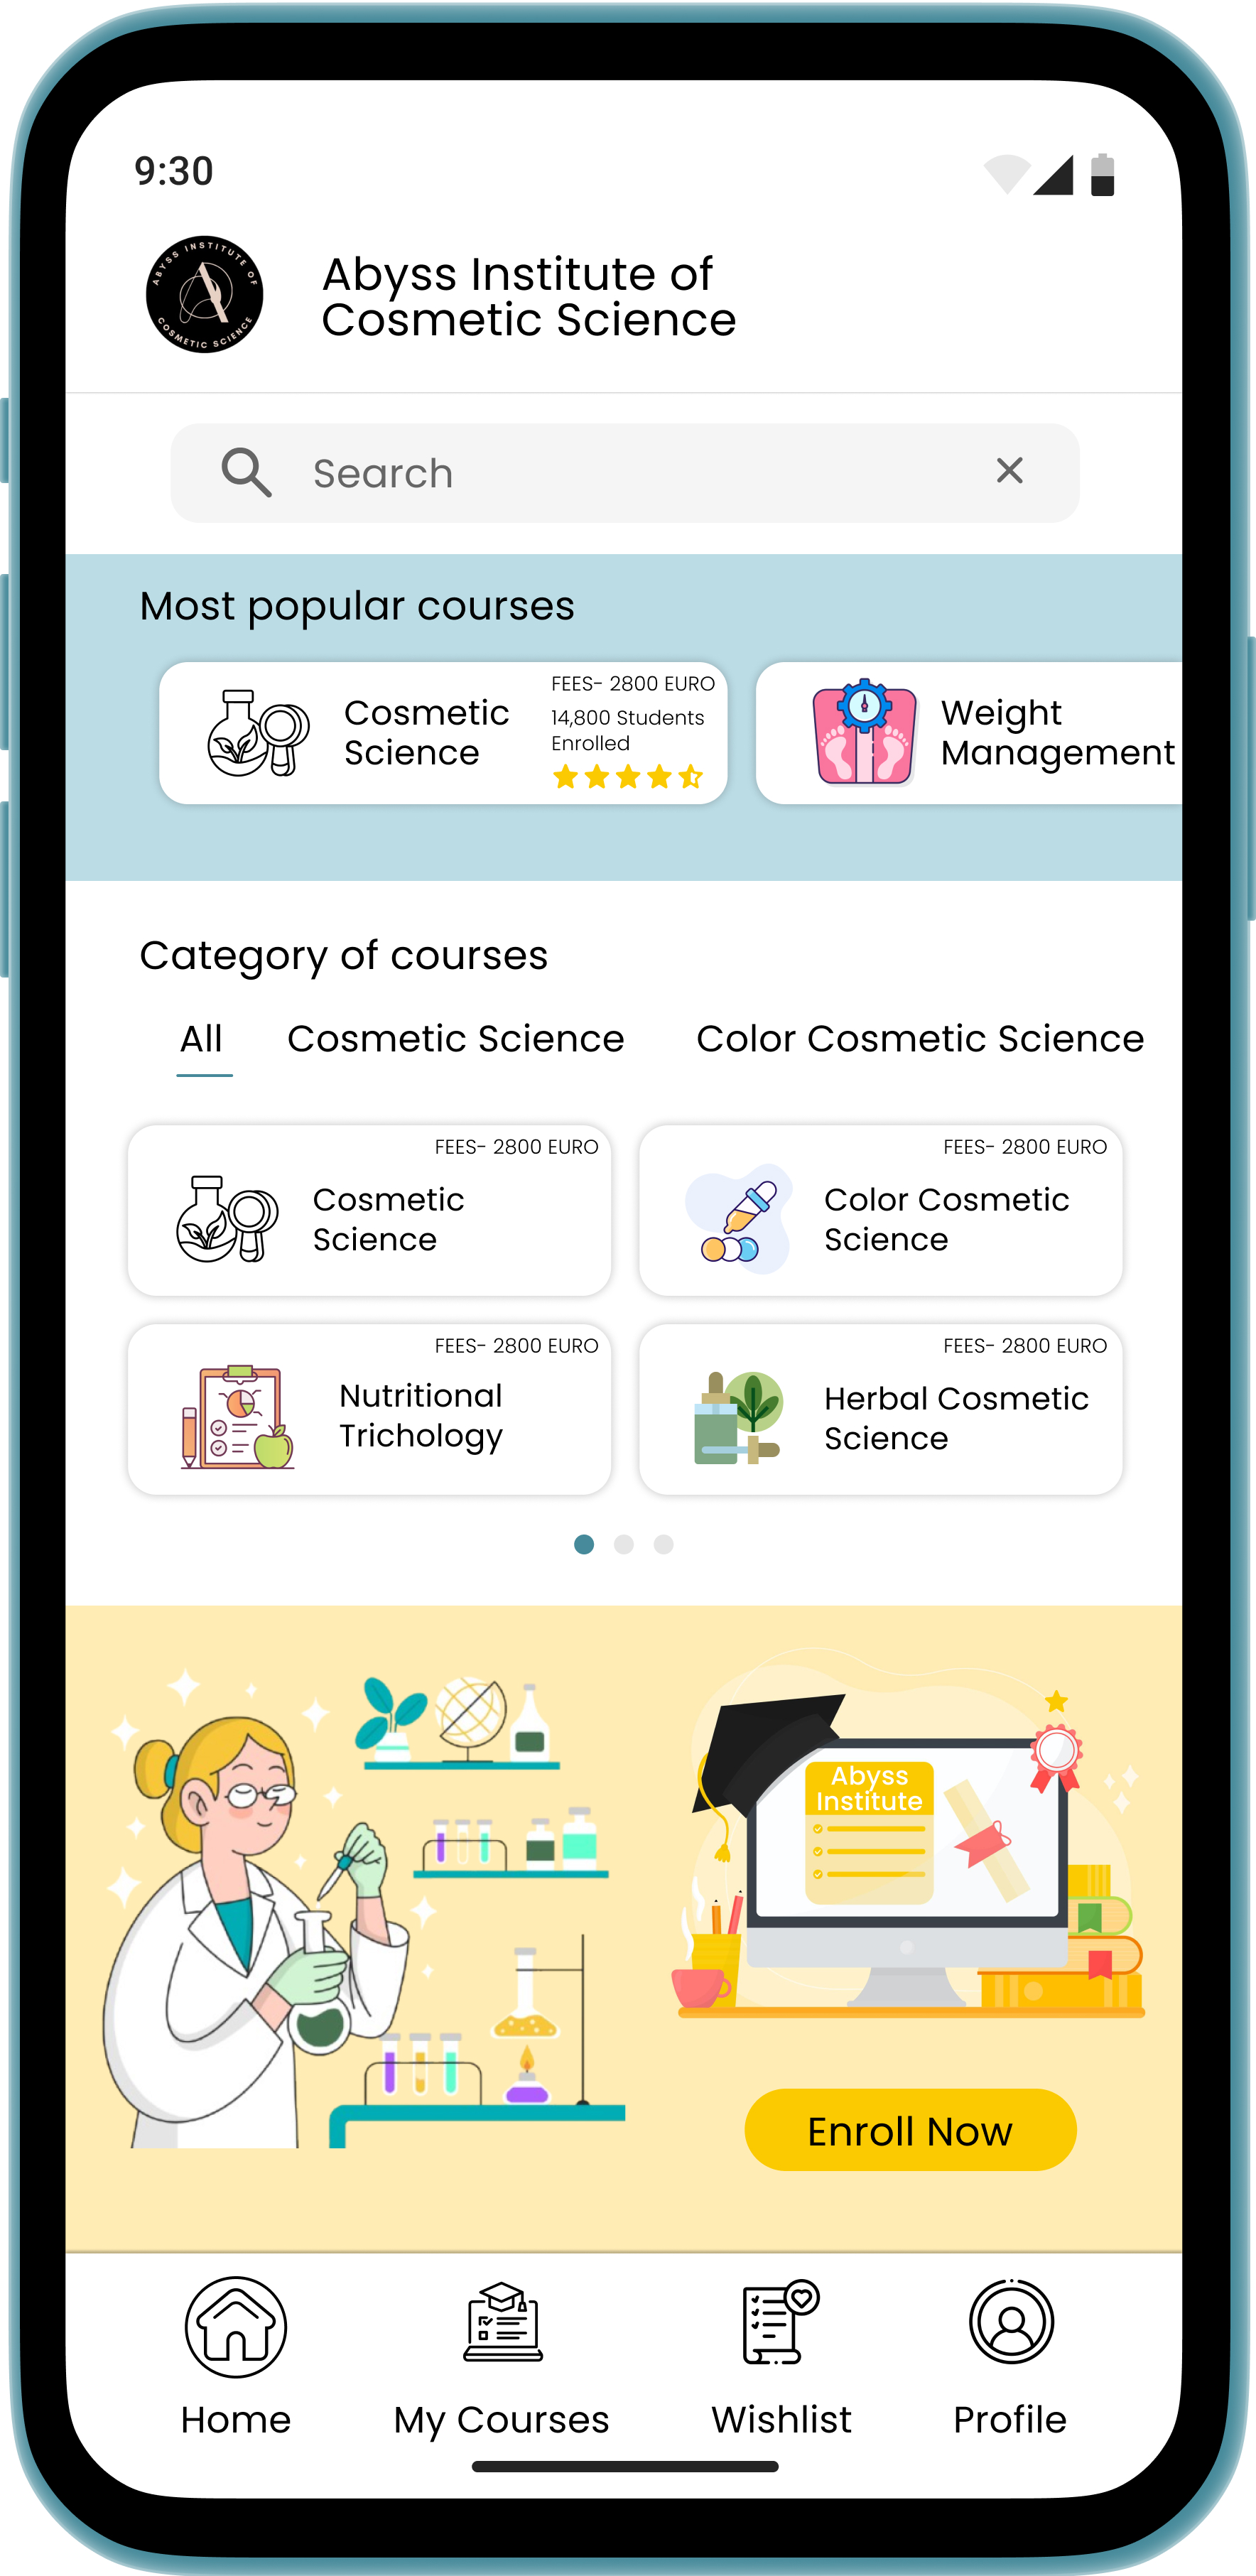 9:30
ABYSS INSTITUTE OF
COSMETIC SCIENCE
Abyss Institute of
Cosmetic Science
Search
Most popular courses
Cosmetic
Science
FEES- 2800 EURO
14,800 Students
Enrolled
Weight
Management
Category of courses
All
Cosmetic Science
Color Cosmetic Science
FEES- 2800 EURO
Cosmetic
Science
FEES- 2800 EURO
Color Cosmetic
Science
FEES- 2800 EURO
Nutritional
Trichology
FEES- 2800 EURO
Herbal Cosmetic
Science
Abyss
Institute
Enroll Now
Home
My Courses
Wishlist
Profile